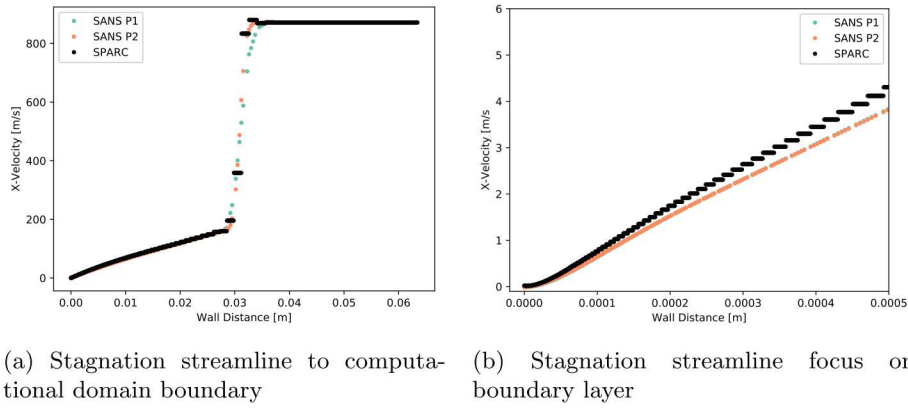 SANS P1
SANS P2
SPARC
800
600
400
200
0
X-Velocity [m/s]
0.00 0.01 0.02 0.03 0.04 0.05 0.06
Wall Distance [m]
SANS P1
SANS P2
SPARC
6
5
4
3
2
1
0
X-Velocity [m/s
0.0000 0.0001 0.0002 0.0003 0.0004 0.0005
Wall Distance [m]
(a) Stagnation streamline to computa-
tional domain boundary
(b) Stagnation streamline focus on
boundary layer